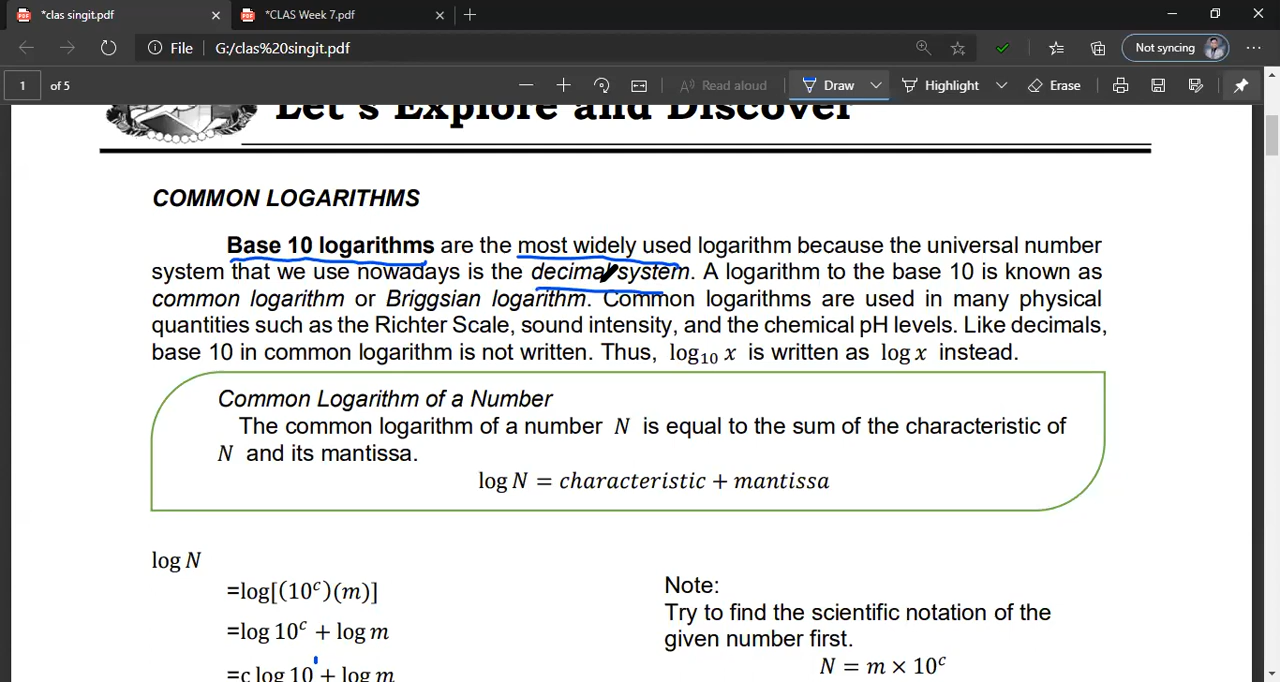 *clas singit.pdf
*CLAS Week 7.pdf
File
G:/clas%20singit.pdf
Not syncing
1
of 5
Read aloud
Draw
Highlight
Erase
Let's Explore and Discover
COMMON LOGARITHMS
Base 10 logarithms are the most widely used logarithm because the universal number
system that we use nowadays is the decimal system. A logarithm to the base 10 is known as
common logarithm or Briggsian logarithm. Common logarithms are used in many physical
quantities such as the Richter Scale, sound intensity, and the chemical pH levels. Like decimals,
base 10 in common logarithm is not written. Thus, log₁₀ x is written as log x instead.
Common Logarithm of a Number
The common logarithm of a number N is equal to the sum of the characteristic of
N and its mantissa.
log N = characteristic + mantissa
log N
=log[(10ᶜ)(m)]
=log 10ᶜ + log m
=c log 10 + log m
Note:
Try to find the scientific notation of the
given number first.
N = m × 10ᶜ